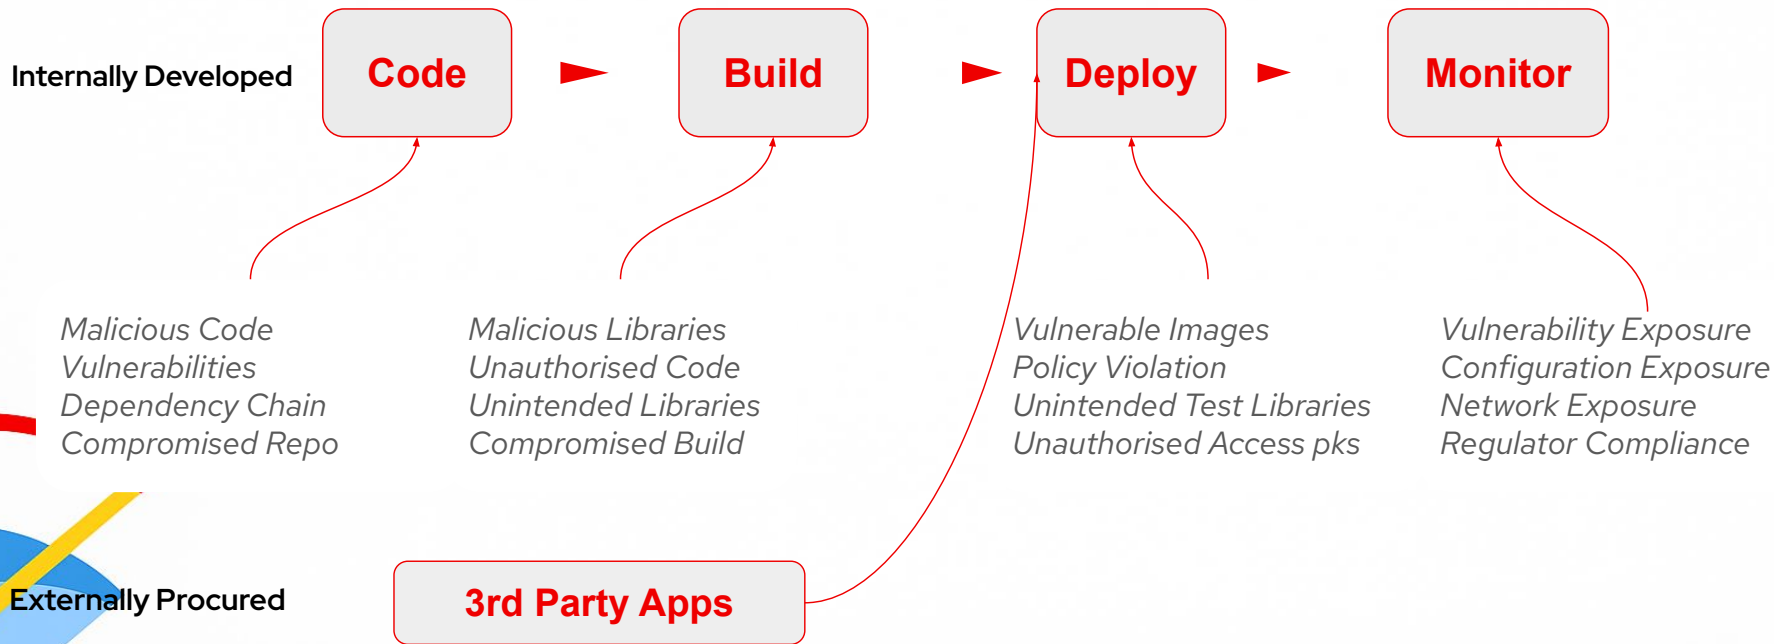 Internally Developed
Code
Build
Deploy
Monitor
Malicious Code
Vulnerabilities
Dependency Chain
Compromised Repo
Malicious Libraries
Unauthorised Code
Unintended Libraries
Compromised Build
Vulnerable Images
Policy Violation
Unintended Test Libraries
Unauthorised Access pks
Vulnerability Exposure
Configuration Exposure
Network Exposure
Regulator Compliance
Externally Procured
3rd Party Apps